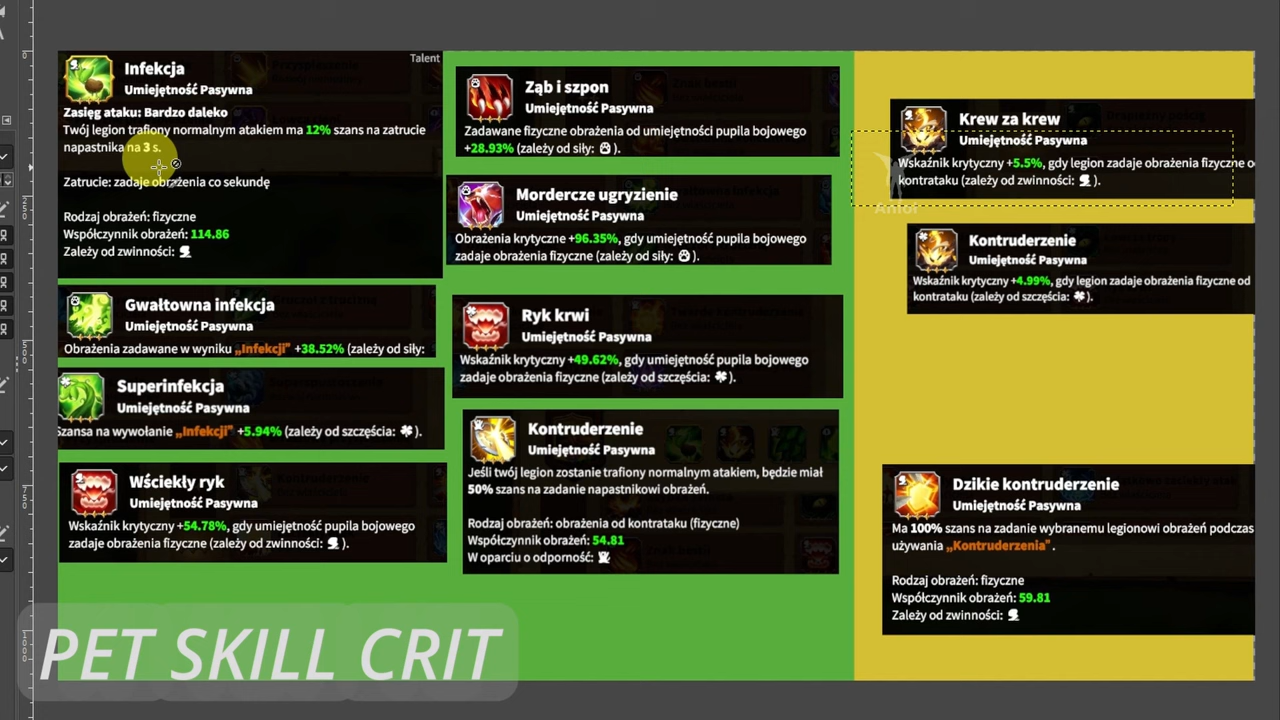 Talent
Infekcja
Umiejętność Pasywna
Zasięg ataku: Bardzo daleko
Twój legion trafiony normalnym atakiem ma 12% szans na zatrucie
napastnika na 3 s.
Zatrucie: zadaje obrażenia co sekundę
Rodzaj obrażeń: fizyczne
Współczynnik obrażeń: 114.86
Zależy od zwinności:
Gwałtowna infekcja
Umiejętność Pasywna
Obrażenia zadawane w wyniku „Infekcji” +38.52% (zależy od siły:
Superinfekcja
Umiejętność Pasywna
Szansa na wywołanie „Infekcji” +5.94% (zależy od szczęścia: ).
Wściekły ryk
Umiejętność Pasywna
Wskaźnik krytyczny +54.78%, gdy umiejętność pupila bojowego
zadaje obrażenia fizyczne (zależy od zwinności: ).
Ząb i szpon
Umiejętność Pasywna
Zadawane fizyczne obrażenia od umiejętności pupila bojowego
+28.93% (zależy od siły: ).
Mordercze ugryzienie
Umiejętność Pasywna
Obrażenia krytyczne +96.35%, gdy umiejętność pupila bojowego
zadaje obrażenia fizyczne (zależy od siły: ).
Ryk krwi
Umiejętność Pasywna
Wskaźnik krytyczny +49.62%, gdy umiejętność pupila bojowego
zadaje obrażenia fizyczne (zależy od szczęścia: ).
Kontruderzenie
Umiejętność Pasywna
Jeśli twój legion zostanie trafiony normalnym atakiem, będzie miał
50% szans na zadanie napastnikowi obrażeń.
Rodzaj obrażeń: obrażenia od kontrataku (fizyczne)
Współczynnik obrażeń: 54.81
W oparciu o odporność:
Krew za krew
Umiejętność Pasywna
Wskaźnik krytyczny +5.5%, gdy legion zadaje obrażenia fizyczne o
kontrataku (zależy od zwinności: ).
Kontruderzenie
Umiejętność Pasywna
Wskaźnik krytyczny +4.99%, gdy legion zadaje obrażenia fizyczne od
kontrataku (zależy od szczęścia: ).
Dzikie kontruderzenie
Umiejętność Pasywna
Ma 100% szans na zadanie wybranemu legionowi obrażeń podczas
używania „Kontruderzenia”.
Rodzaj obrażeń: fizyczne
Współczynnik obrażeń: 59.81
Zależy od zwinności:
PET SKILL CRIT